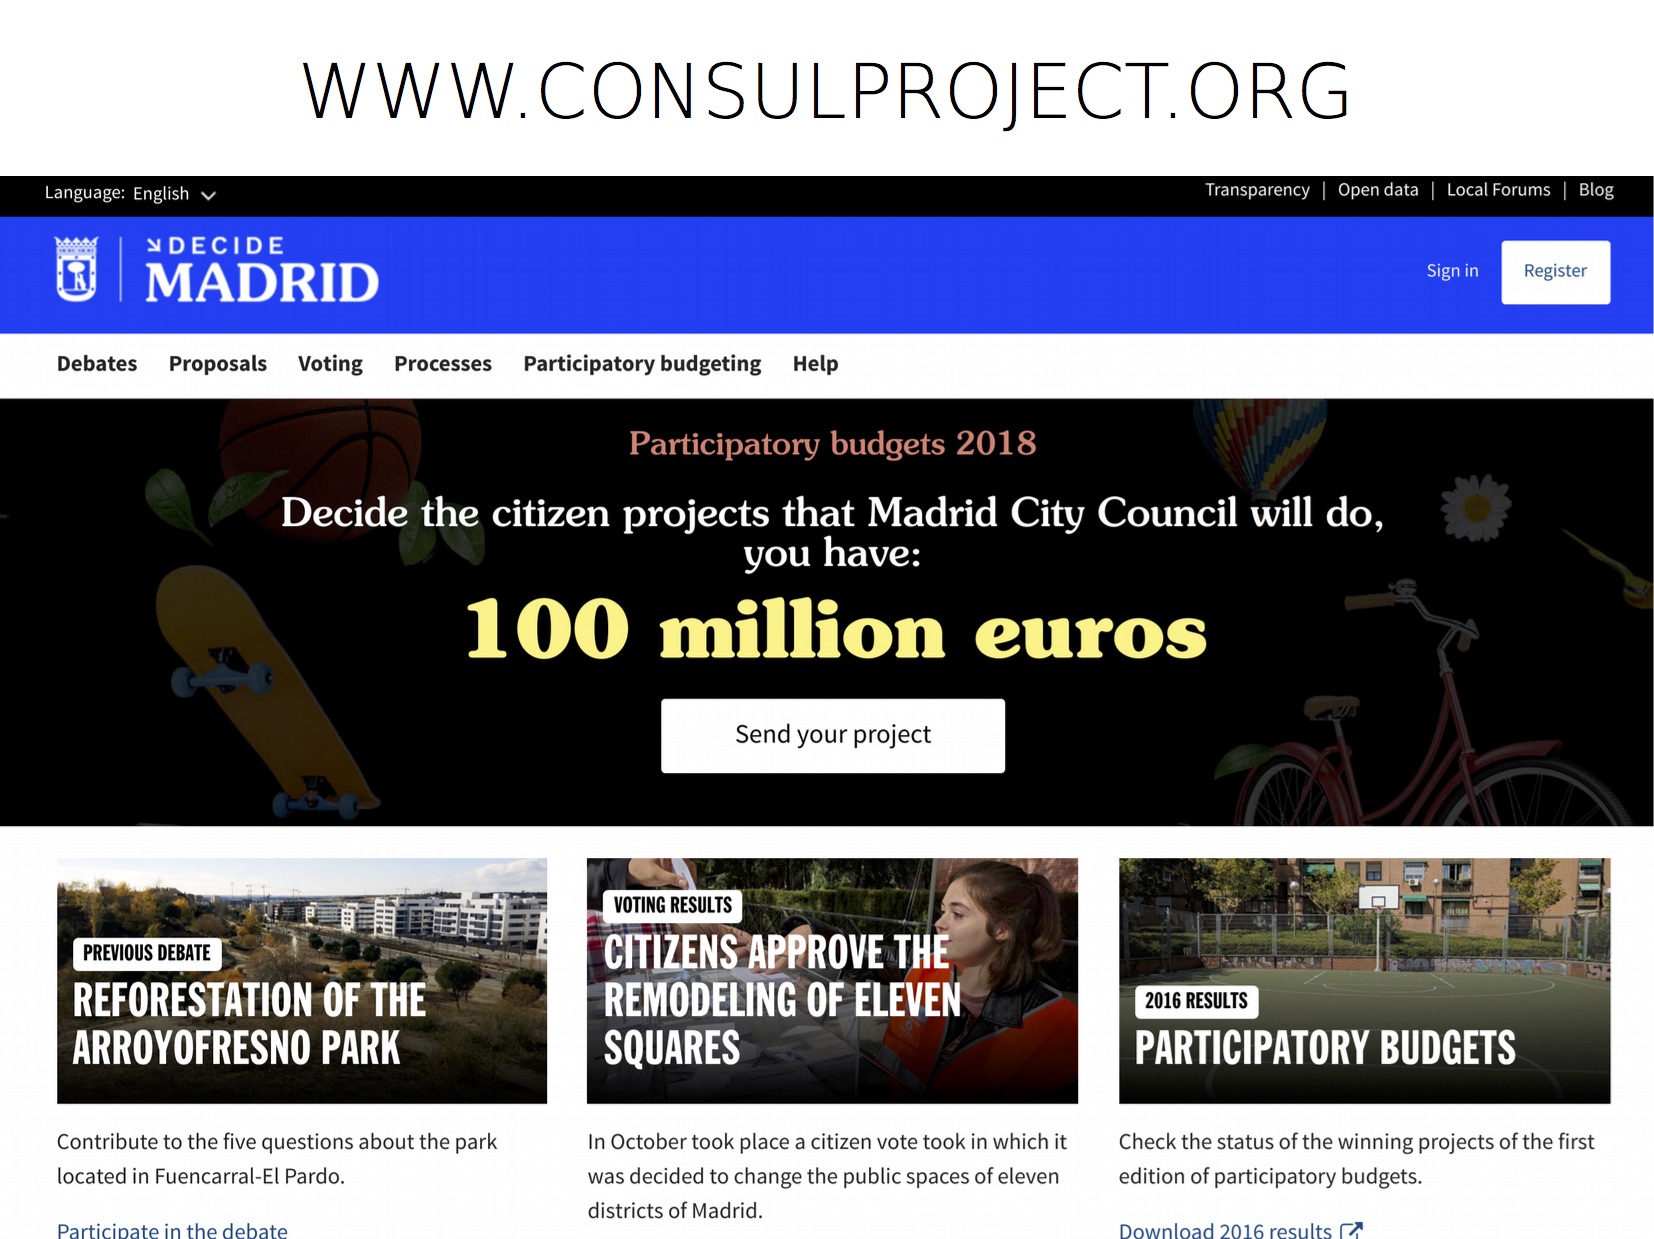 WWW.CONSULPROJECT.ORG
Language: English
Transparency | Open data | Local Forums | Blog
DECIDE
MADRID
Sign in
Register
Debates Proposals Voting Processes Participatory budgeting Help
Participatory budgets 2018
Decide the citizen projects that Madrid City Council will do,
you have:
100 million euros
Send your project
PREVIOUS DEBATE
REFORESTATION OF THE
ARROYOFRESNO PARK
Contribute to the five questions about the park
located in Fuencarral-El Pardo.
Participate in the debate
VOTING RESULTS
CITIZENS APPROVE THE
REMODELING OF ELEVEN
SQUARES
In October took place a citizen vote took in which it
was decided to change the public spaces of eleven
districts of Madrid.
2016 RESULTS
PARTICIPATORY BUDGETS
Check the status of the winning projects of the first
edition of participatory budgets.
Download 2016 results